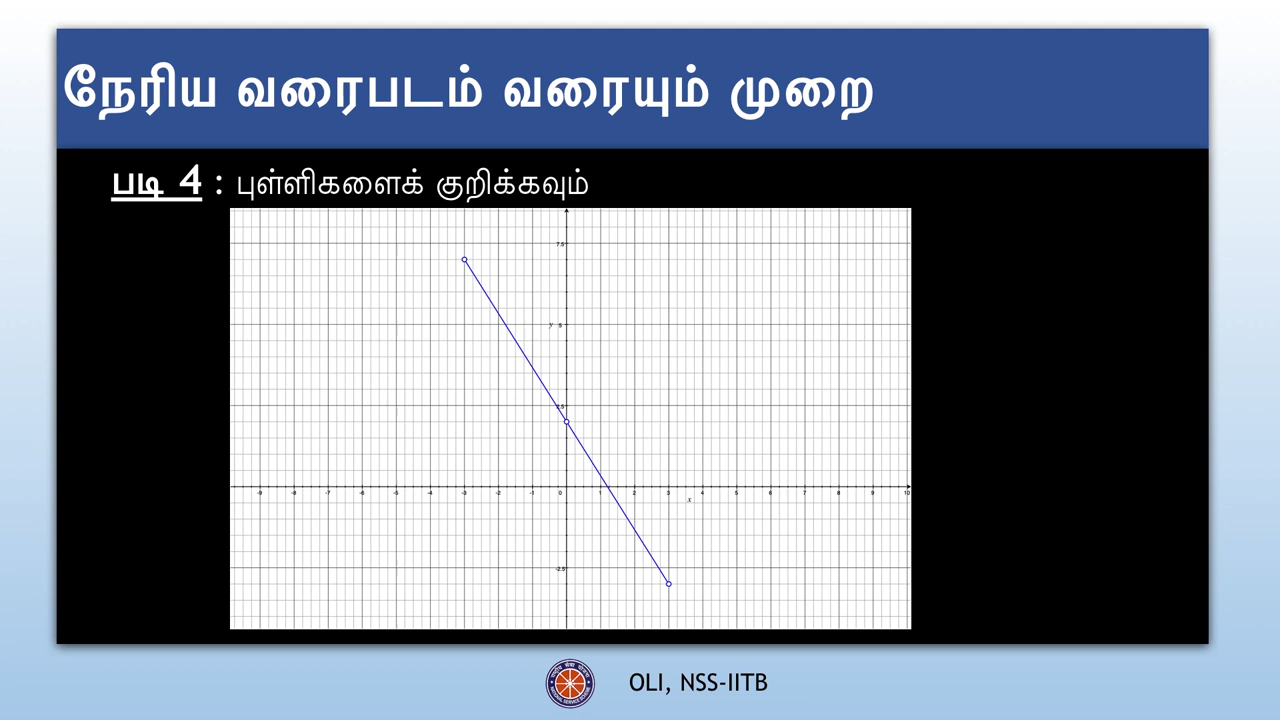 நேரிய வரைபடம் வரையும் முறை
படி 4 : புள்ளிகளைக் குறிக்கவும்
7.5
y 5
2.5
-9 -8 -7 -6 -5 -4 -3 -2 -1 0 1 2 3 4 5 6 7 8 9 10
x
-2.5
OLI, NSS-IITB